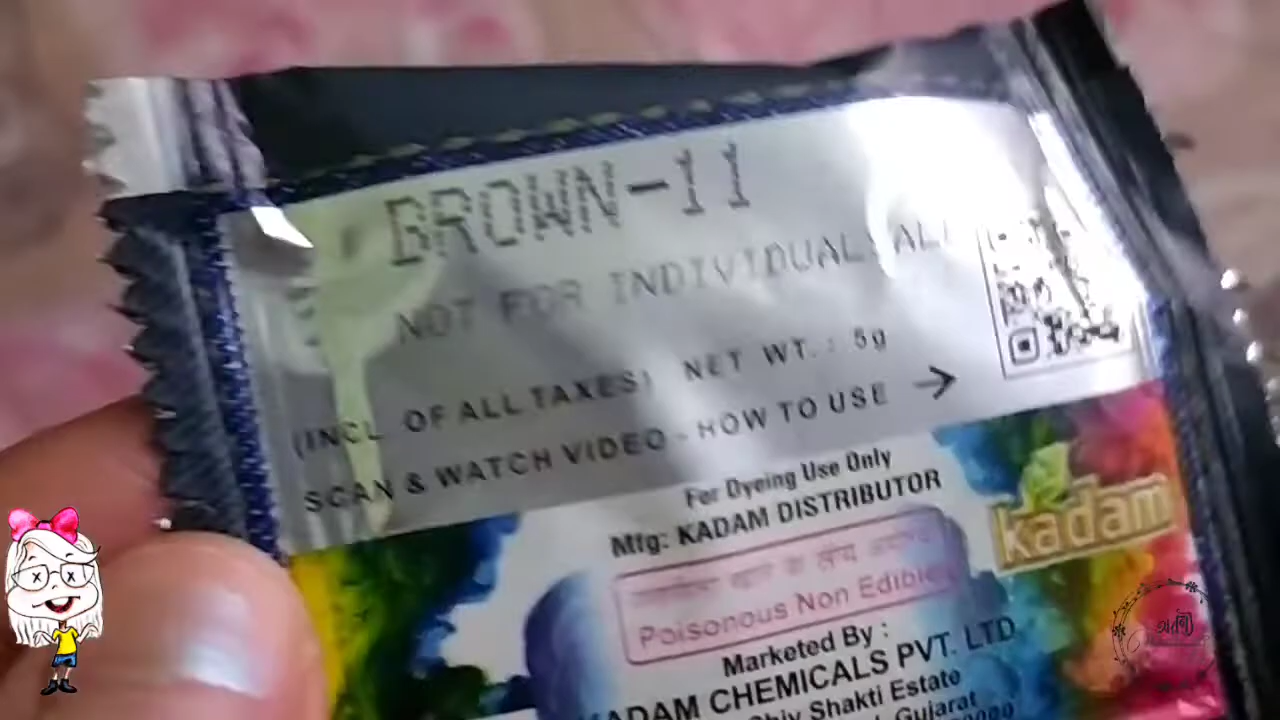 BROWN-11
NOT FOR INDIVIDUAL
(INCL OF ALL TAXES) NET WT.: 5g
SCAN & WATCH VIDEO - HOW TO USE →
For Dyeing Use Only
Mfg: KADAM DISTRIBUTOR
kadam
Poisonous Non Edible
Marketed By :
KADAM CHEMICALS PVT. LTD
Shiv Shakti Estate
Gujarat